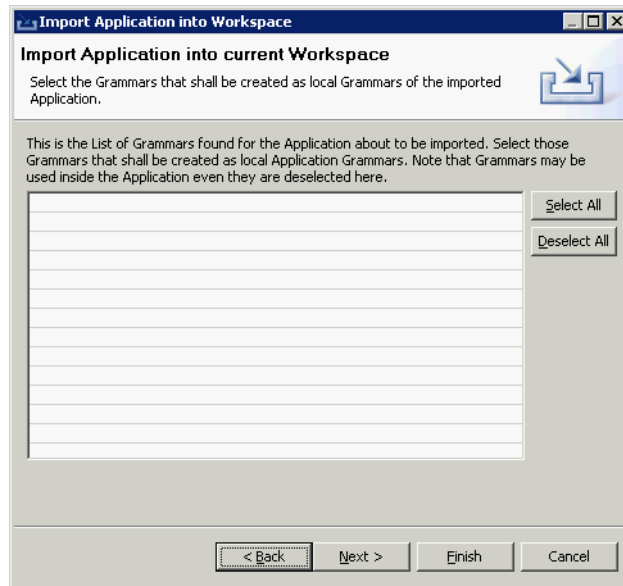 Import Application into Workspace
Import Application into current Workspace
Select the Grammars that shall be created as local Grammars of the imported
Application.
This is the List of Grammars found for the Application about to be imported. Select those
Grammars that shall be created as local Application Grammars. Note that Grammars may be
used inside the Application even they are deselected here.
Select All
Deselect All
< Back
Next >
Finish
Cancel